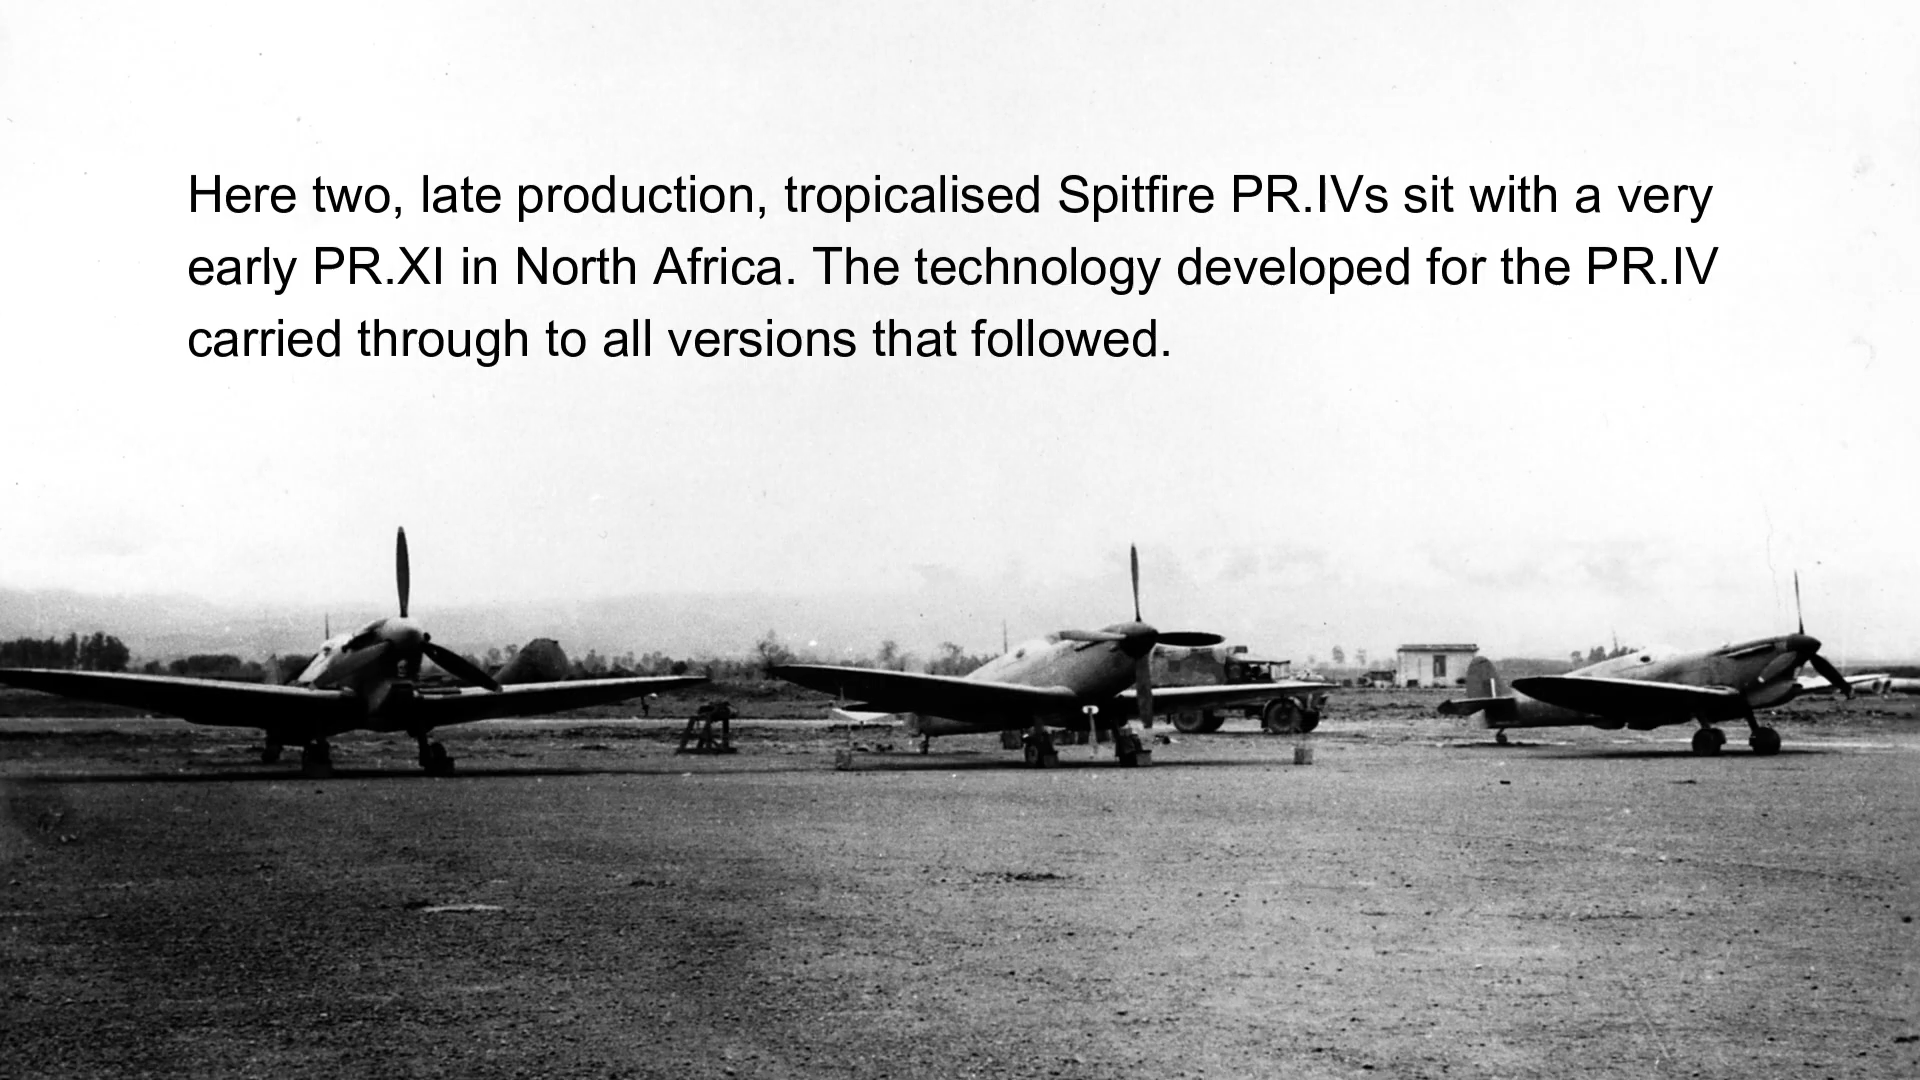 Here two, late production, tropicalised Spitfire PR.IVs sit with a very
early PR.XI in North Africa. The technology developed for the PR.IV
carried through to all versions that followed.